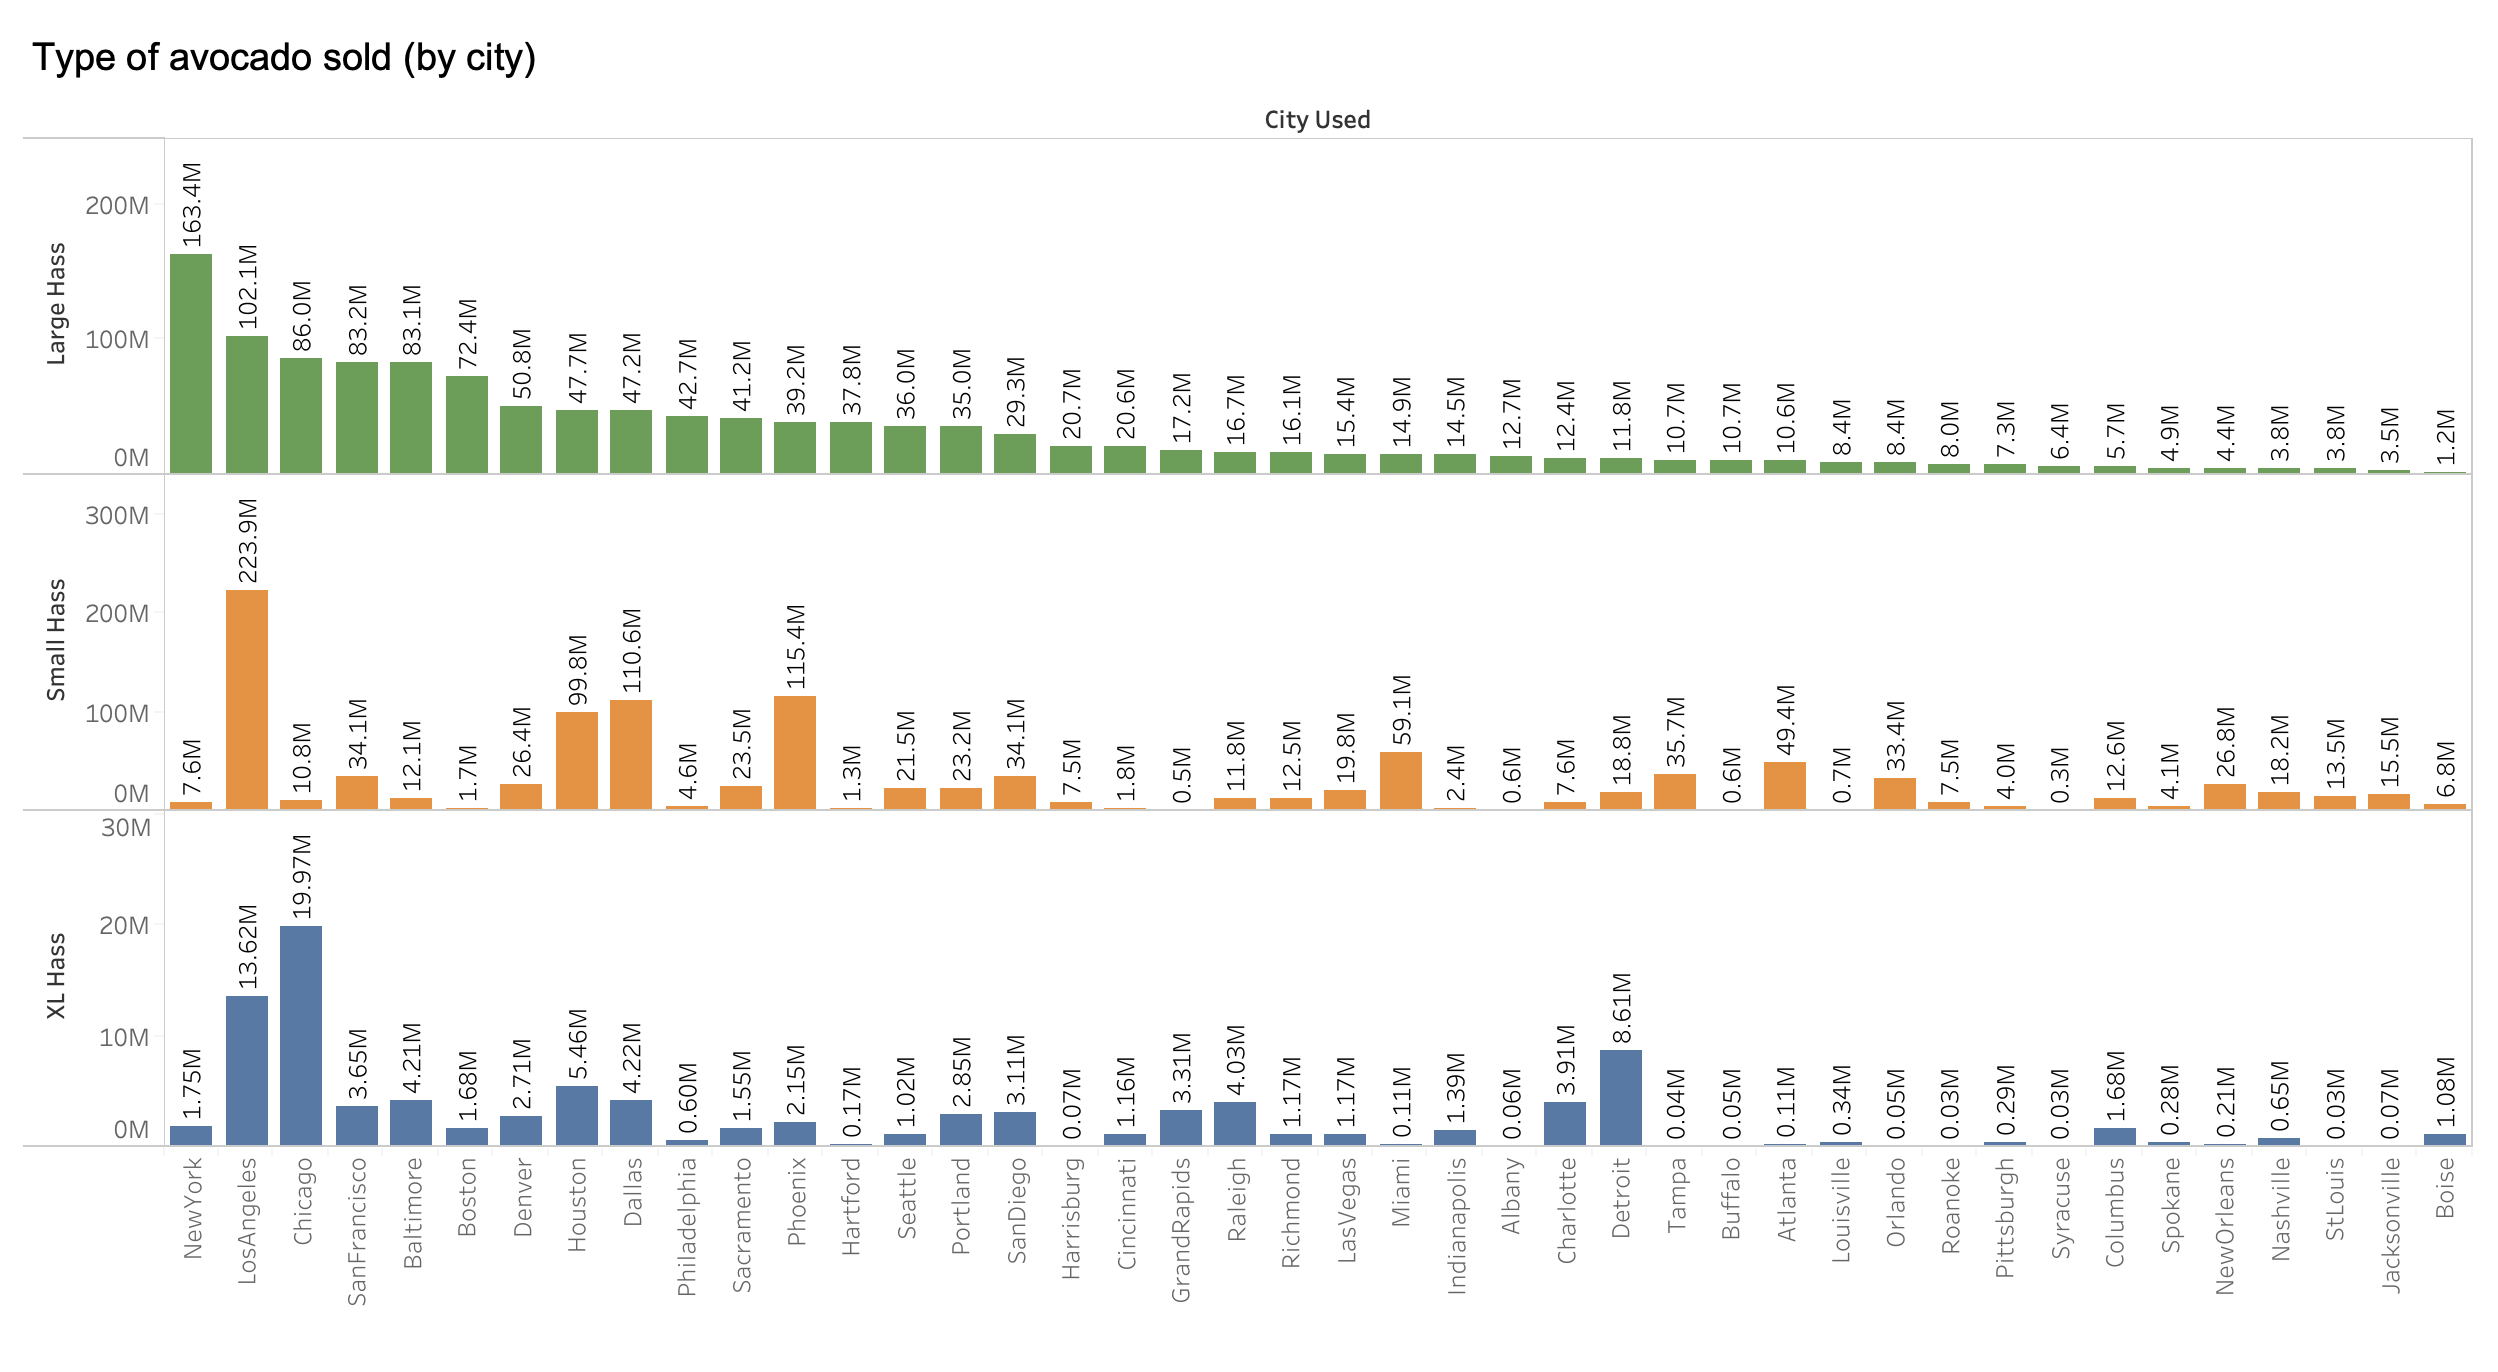 Type of avocado sold (by city)
City Used
Large Hass
200M
100M
0M
163.4M
102.1M
86.0M
83.2M
83.1M
72.4M
50.8M
47.7M
47.2M
42.7M
41.2M
39.2M
37.8M
36.0M
35.0M
29.3M
20.7M
20.6M
17.2M
16.7M
16.1M
15.4M
14.9M
14.5M
12.7M
12.4M
11.8M
10.7M
10.7M
10.6M
8.4M
8.4M
8.0M
7.3M
6.4M
5.7M
4.9M
4.4M
3.8M
3.8M
3.5M
1.2M
Small Hass
300M
200M
100M
0M
7.6M
223.9M
10.8M
34.1M
12.1M
1.7M
26.4M
99.8M
110.6M
4.6M
23.5M
115.4M
1.3M
21.5M
23.2M
34.1M
7.5M
1.8M
0.5M
11.8M
12.5M
19.8M
59.1M
2.4M
0.6M
7.6M
18.8M
35.7M
0.6M
49.4M
0.7M
33.4M
7.5M
4.0M
0.3M
12.6M
4.1M
26.8M
18.2M
13.5M
15.5M
6.8M
XL Hass
30M
20M
10M
0M
1.75M
13.62M
19.97M
3.65M
4.21M
1.68M
2.71M
5.46M
4.22M
0.60M
1.55M
2.15M
0.17M
1.02M
2.85M
3.11M
0.07M
1.16M
3.31M
4.03M
1.17M
1.17M
0.11M
1.39M
0.06M
3.91M
8.61M
0.04M
0.05M
0.11M
0.34M
0.05M
0.03M
0.29M
0.03M
1.68M
0.28M
0.21M
0.65M
0.03M
0.07M
1.08M
NewYork
LosAngeles
Chicago
SanFrancisco
Baltimore
Boston
Denver
Houston
Dallas
Philadelphia
Sacramento
Phoenix
Hartford
Seattle
Portland
SanDiego
Harrisburg
Cincinnati
GrandRapids
Raleigh
Richmond
LasVegas
Miami
Indianapolis
Albany
Charlotte
Detroit
Tampa
Buffalo
Atlanta
Louisville
Orlando
Roanoke
Pittsburgh
Syracuse
Columbus
Spokane
NewOrleans
Nashville
StLouis
Jacksonville
Boise